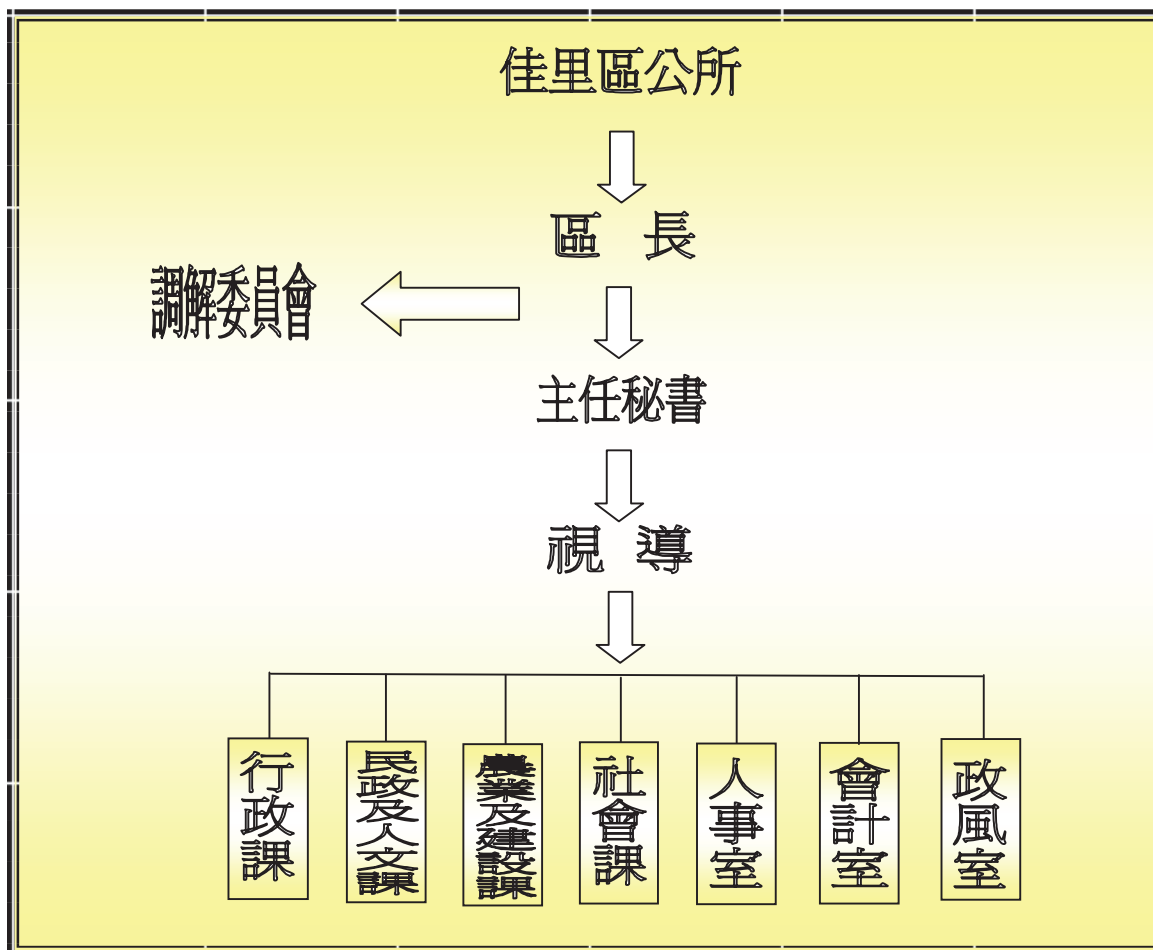 佳里區公所
區 長
調解委員會
主任秘書
視 導
行政課
民政及人文課
農業及建設課
社會課
人事室
會計室
政風室